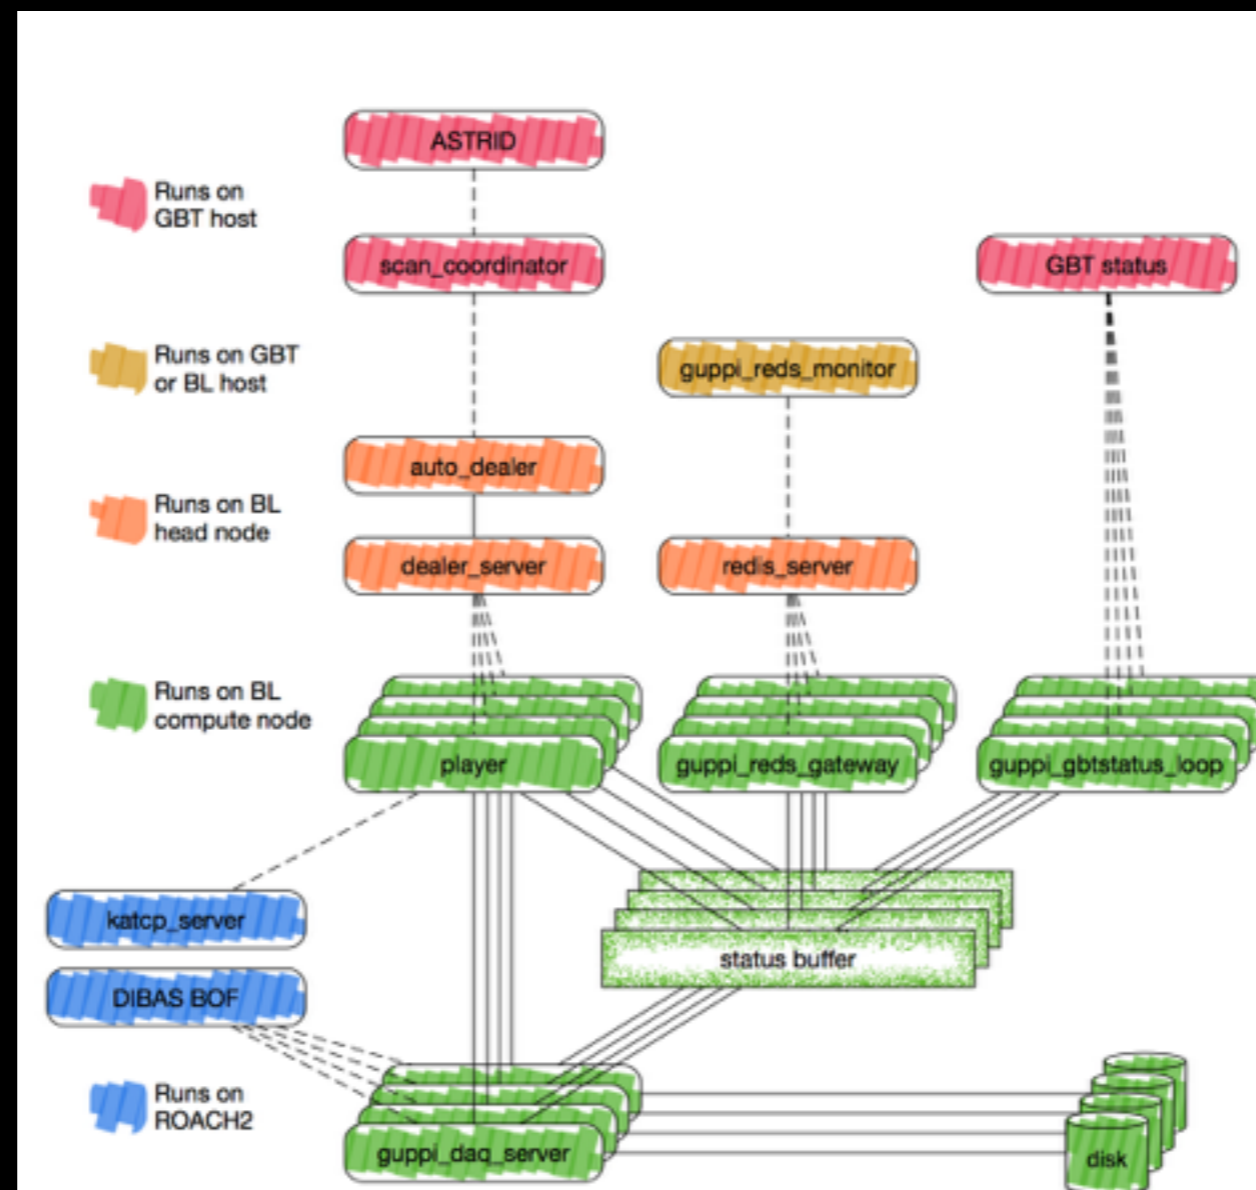 ASTRID
Runs on
GBT host
scan_coordinator
GBT status
Runs on GBT
or BL host
guppi_reds_monitor
auto_dealer
Runs on BL
head node
dealer_server
redis_server
Runs on BL
compute node
player
guppi_reds_gateway
guppi_gbtstatus_loop
katcp_server
status buffer
DIBAS BOF
Runs on
ROACH2
guppi_daq_server
disk